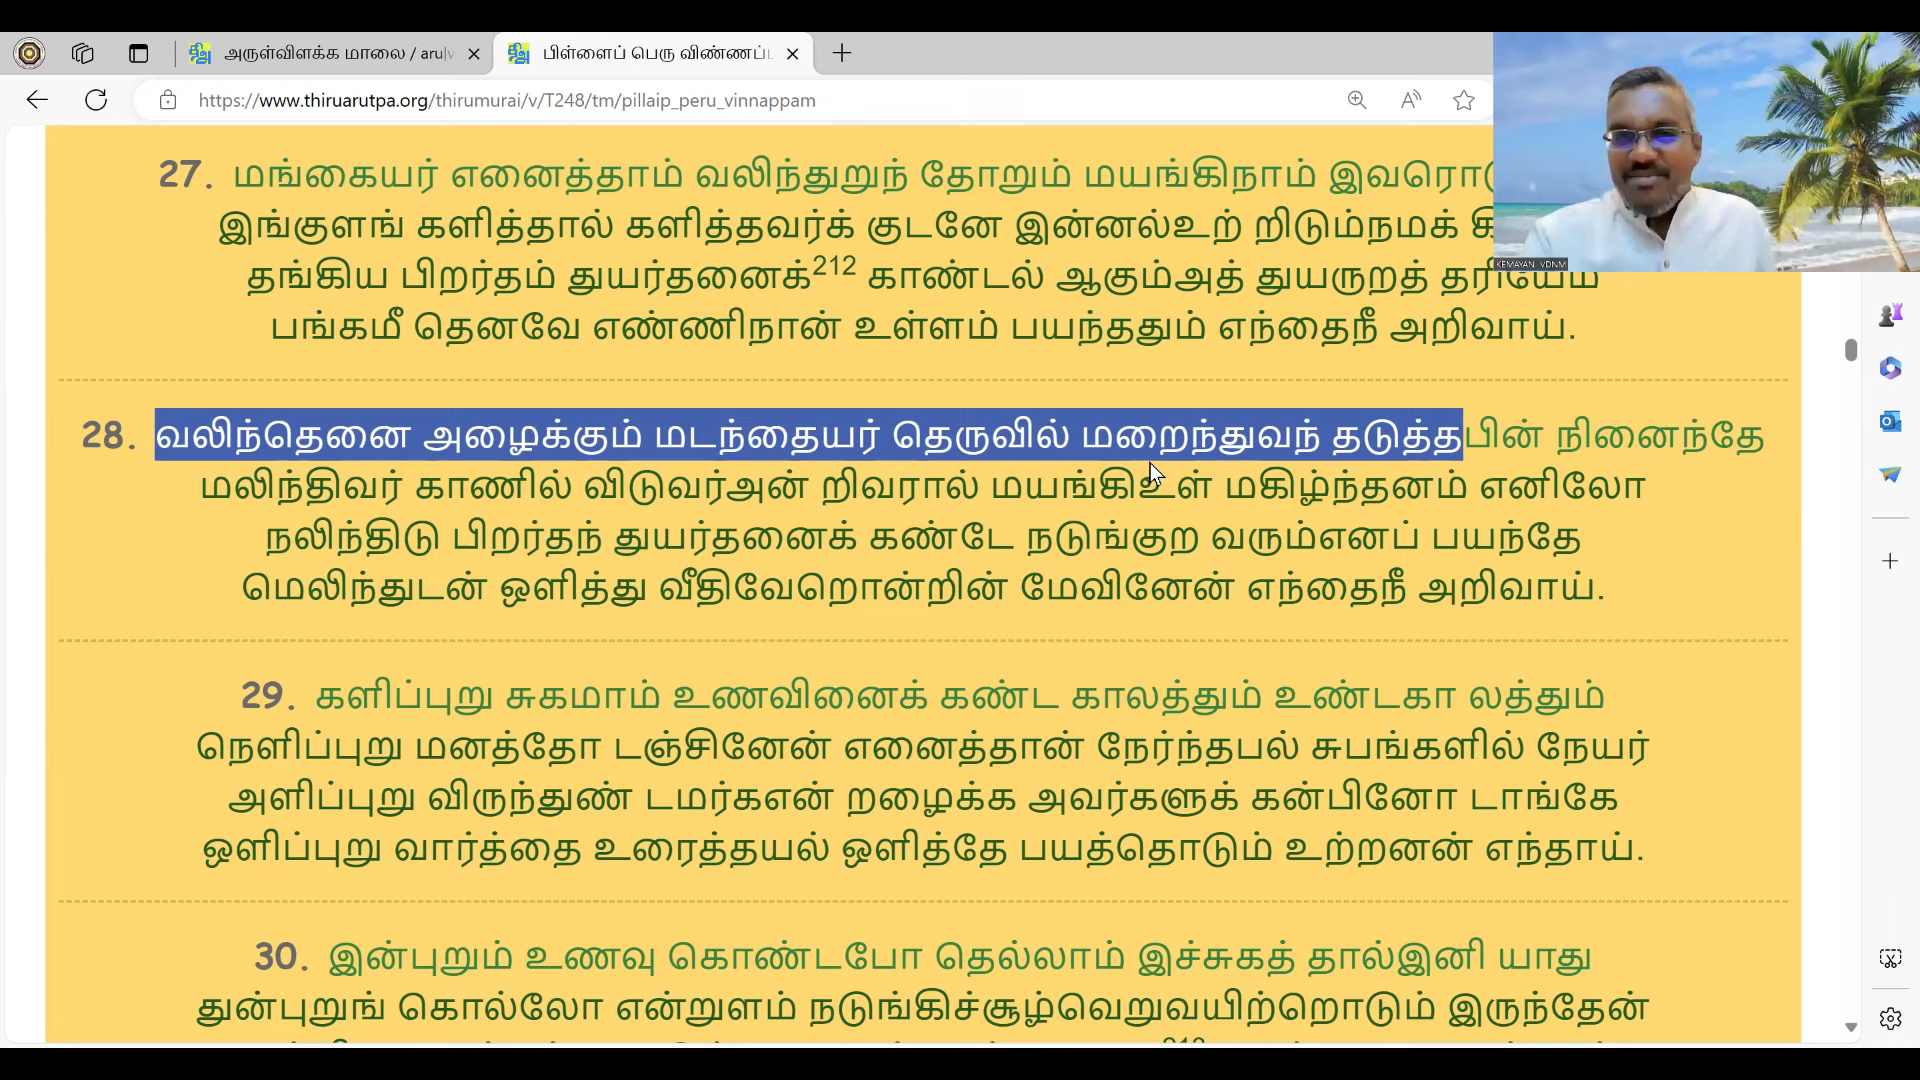 அருள்விளக்க மாலை / aru|v
பிள்ளைப் பெரு விண்ணப்ப
https://www.thiruarutpa.org/thirumurai/v/T248/tm/pillaip_peru_vinnappam
KEMAYAN_VDNM
27. மங்கையர் எனைத்தாம் வலிந்துறுந் தோறும் மயங்கிநாம்
இங்குளங் களித்தால் களித்தவர்க் குடனே இன்னல்உற் றிடும்நமக்
தங்கிய பிறர்தம் துயர்தனைக்212 காண்டல் ஆகும்அத் துயருறத் தரியேம்
பங்கமீ தெனவே எண்ணிநான் உள்ளம் பயந்ததும் எந்தைநீ அறிவாய்.
28. வலிந்தெனை அழைக்கும் மடந்தையர் தெருவில் மறைந்துவந் தடுத்தபின் நினைந்தே
மலிந்திவர் காணில் விடுவர்அன் றிவரால் மயங்கிஉள் மகிழ்ந்தனம் எனிலோ
நலிந்திடு பிறர்தந் துயர்தனைக் கண்டே நடுங்குற வரும்எனப் பயந்தே
மெலிந்துடன் ஒளித்து வீதிவேறொன்றின் மேவினேன் எந்தைநீ அறிவாய்.
29. களிப்புறு சுகமாம் உணவினைக் கண்ட காலத்தும் உண்டகா லத்தும்
நெளிப்புறு மனத்தோ டஞ்சினேன் எனைத்தான் நேர்ந்தபல் சுபங்களில் நேயர்
அளிப்புறு விருந்துண் டமர்கஎன் றழைக்க அவர்களுக் கன்பினோ டாங்கே
ஒளிப்புறு வார்த்தை உரைத்தயல் ஒளித்தே பயத்தொடும் உற்றனன் எந்தாய்.
30. இன்புறும் உணவு கொண்டபோ தெல்லாம் இச்சுகத் தால்இனி யாது
துன்புறுங் கொல்லோ என்றுளம் நடுங்கிச்சூழ்வெறுவயிற்றொடும் இருந்தேன்